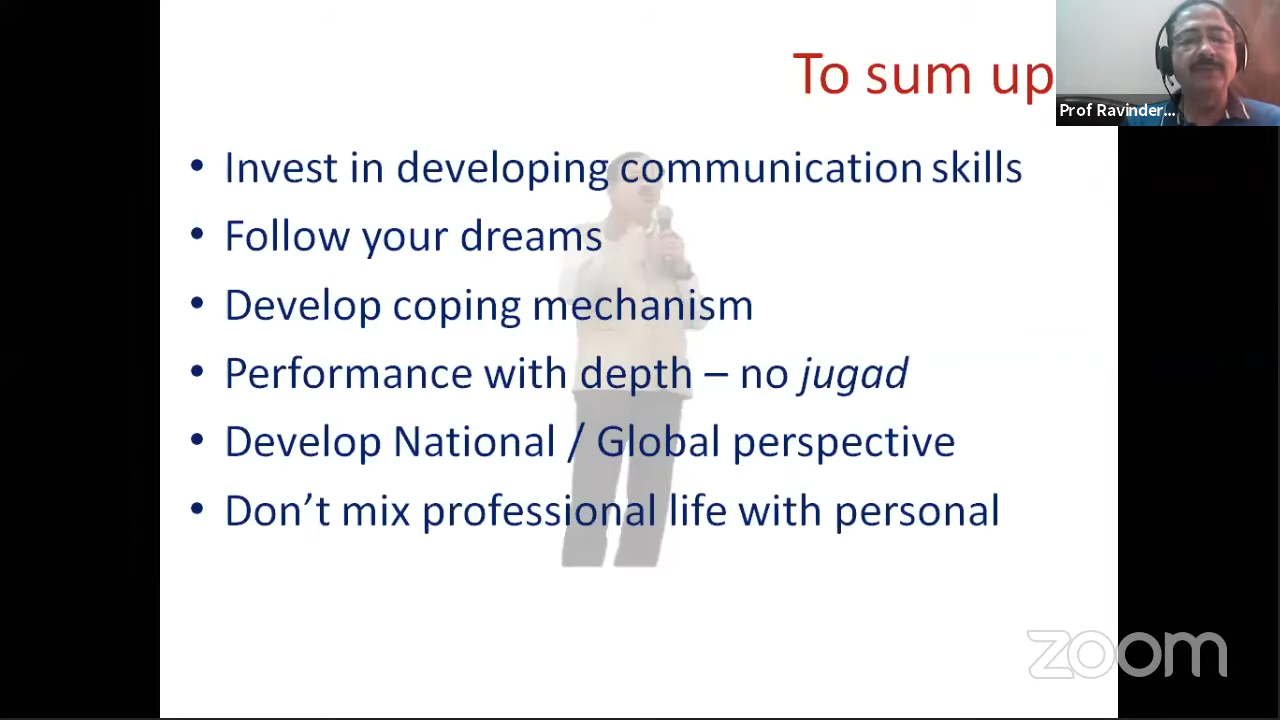 To sum up
Prof Ravinder...
• Invest in developing communication skills
• Follow your dreams
• Develop coping mechanism
• Performance with depth – no jugad
• Develop National / Global perspective
• Don’t mix professional life with personal
zoom